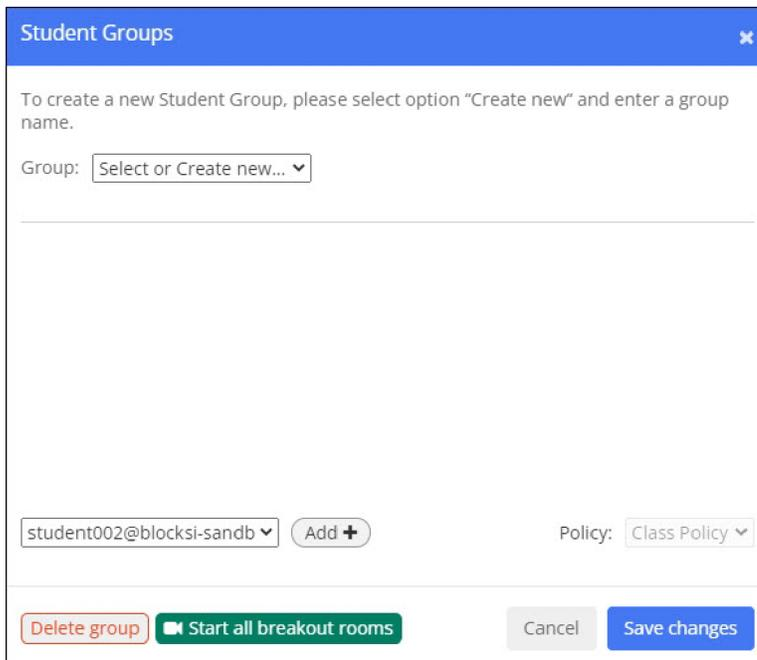 Student Groups
To create a new Student Group, please select option “Create new“ and enter a group
name.
Group: Select or Create new...
student002@blocksi-sandb Add Policy: Class Policy
Delete group Start all breakout rooms Cancel Save changes